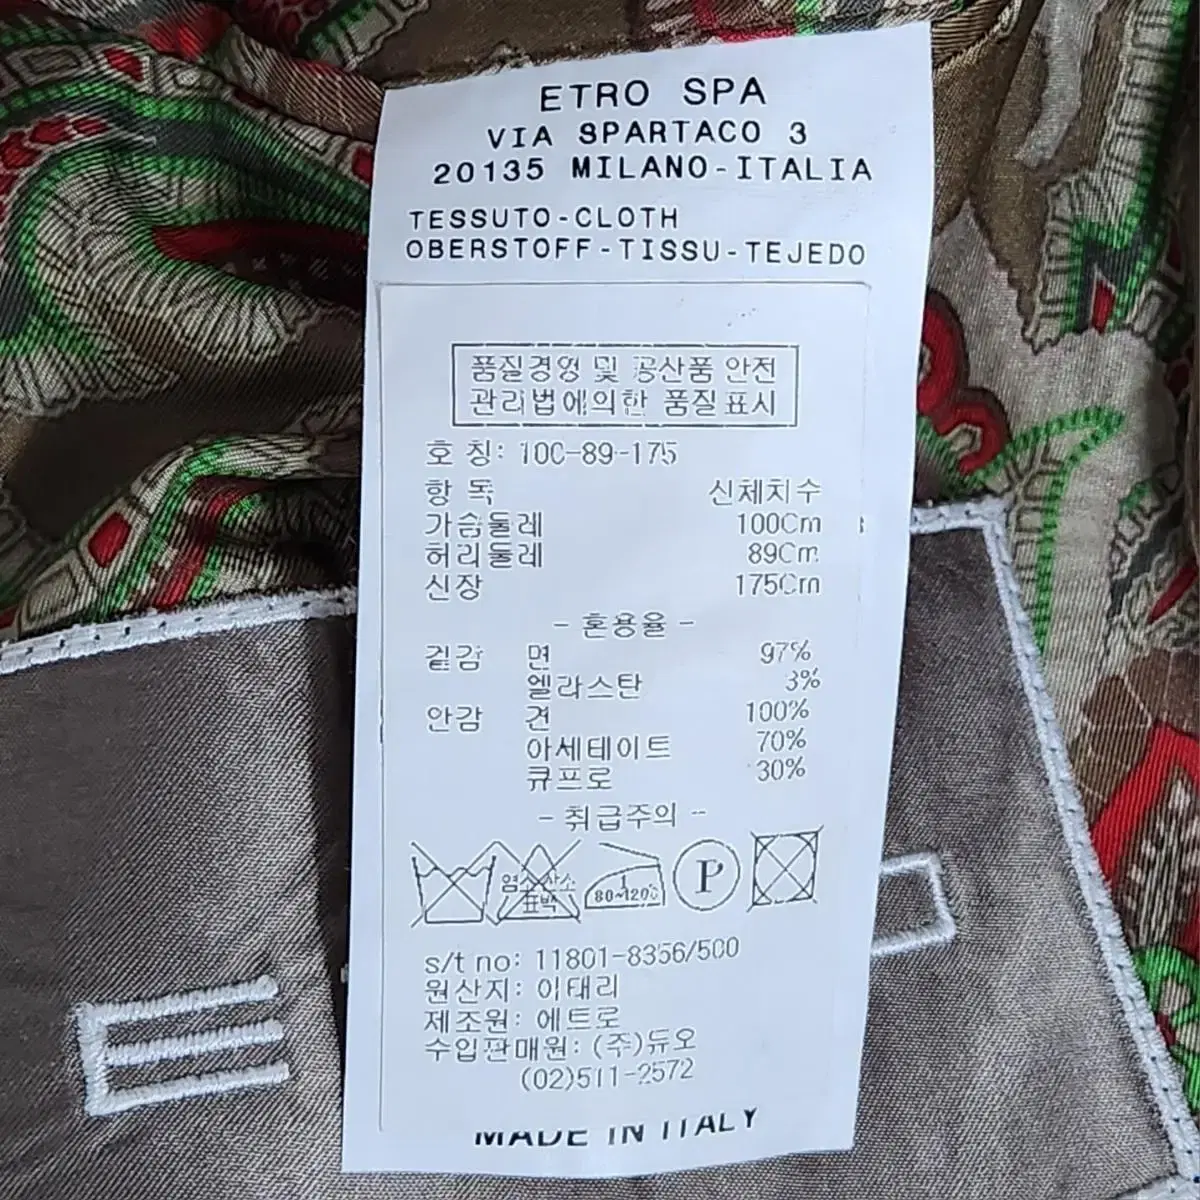 ETRO SPA
VIA SPARTACO 3
20135 MILANO-ITALIA
TESSUTO-CLOTH
OBERSTOFF-TISSU-TEJEDO
품질경영 및 공산품 안전
관리법에의한 품질표시
호 칭: 100-89-175
항 목 신체치수
가슴둘레 100Cm
허리둘레 89Cm
신장 175Cm
- 혼용율 -
겉감 면 97%
엘라스탄 3%
안감 견 100%
아세테이트 70%
큐프로 30%
- 취급주의 -
염소 산소
표백
1
80~120℃
P
s/t no: 11801-8356/500
원산지: 이태리
제조원: 에트로
수입판매원: (주)듀오
(02)511-2572
MADE IN ITALY
E